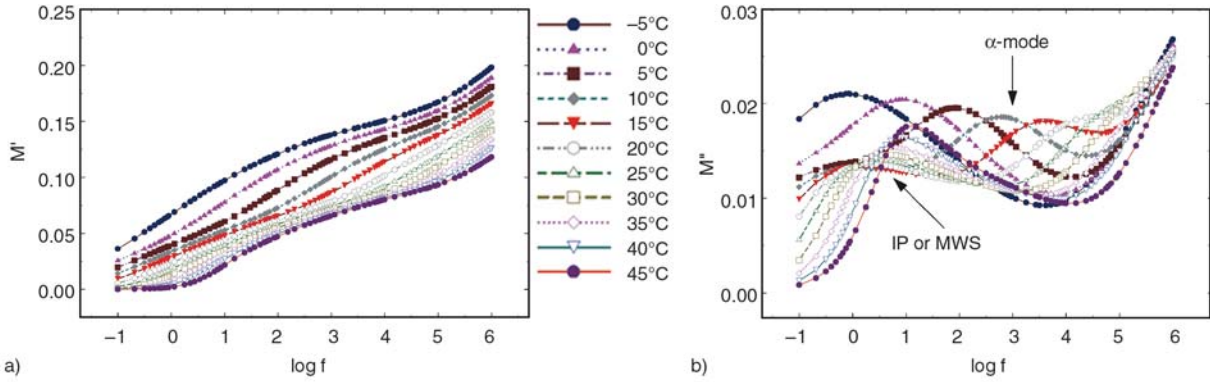 0.25
0.20
0.15
0.10
0.05
0.00
M'
–1
0
1
2
3
4
5
6
log f
a)
–5°C
0°C
5°C
10°C
15°C
20°C
25°C
30°C
35°C
40°C
45°C
0.03
0.02
0.01
0.00
M"
α-mode
IP or MWS
–1
0
1
2
3
4
5
6
log f
b)